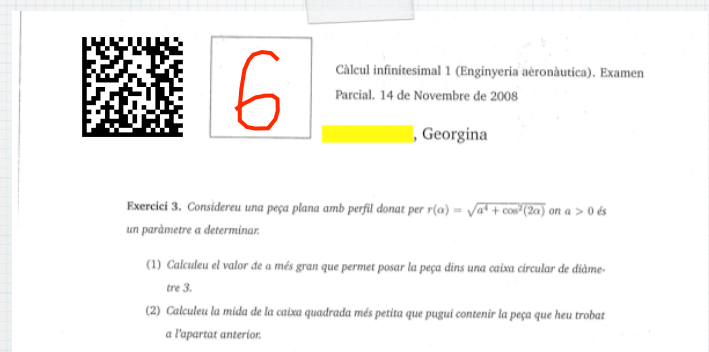 6
Càlcul infinitesimal 1 (Enginyeria aeronàutica). Examen
Parcial. 14 de Novembre de 2008
, Georgina
Exercici 3. Considereu una peça plana amb perfil donat per r(α) = √(a⁴ + cos²(2α)) on a > 0 és
un paràmetre a determinar.
(1) Calculeu el valor de a més gran que permet posar la peça dins una caixa circular de diàme-
tre 3.
(2) Calculeu la mida de la caixa quadrada més petita que pugui contenir la peça que heu trobat
a l'apartat anterior.